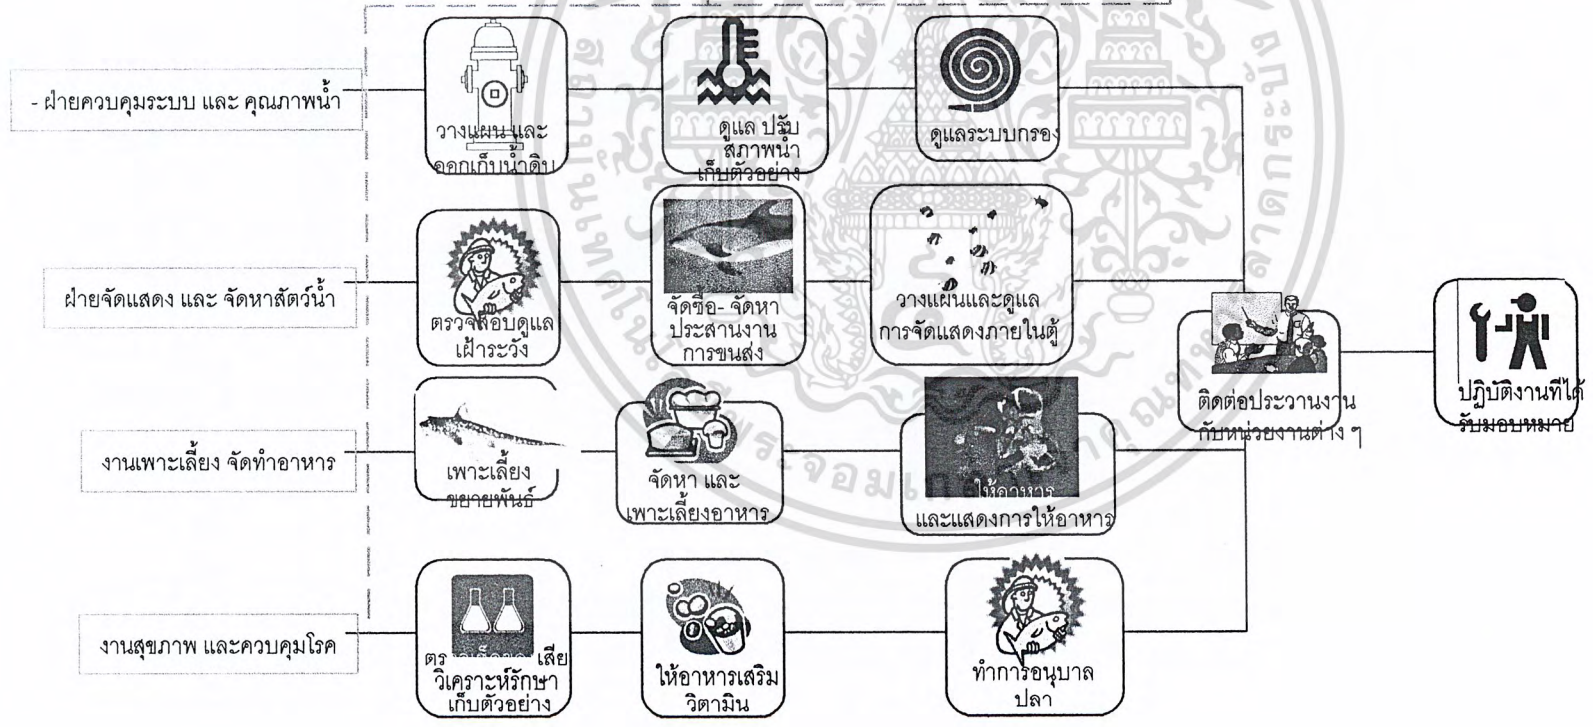 - ฝ่ายควบคุมระบบ และ คุณภาพน้ำ
วางแผน และ
ออกเก็บน้ำดิบ
ดูแล ปรับ
สภาพน้ำ
เก็บตัวอย่าง
ดูแลระบบกรอง
ฝ่ายจัดแสดง และ จัดหาสัตว์น้ำ
ตรวจสอบดูแล
เฝ้าระวัง
จัดซื้อ- จัดหา
ประสานงาน
การขนส่ง
วางแผนและดูแล
การจัดแสดงภายในตู้
ติดต่อประวานงาน
กับหน่วยงานต่าง ๆ
ปฏิบัติงานที่ได้
รับมอบหมาย
งานเพาะเลี้ยง จัดทำอาหาร
เพาะเลี้ยง
ขยายพันธ์
จัดหา และ
เพาะเลี้ยงอาหาร
ให้อาหาร
และแสดงการให้อาหาร
งานสุขภาพ และควบคุมโรค
เสีย
วิเคราะห์รักษา
เก็บตัวอย่าง
ให้อาหารเสริม
วิตามิน
ทำการอนุบาล
ปลา